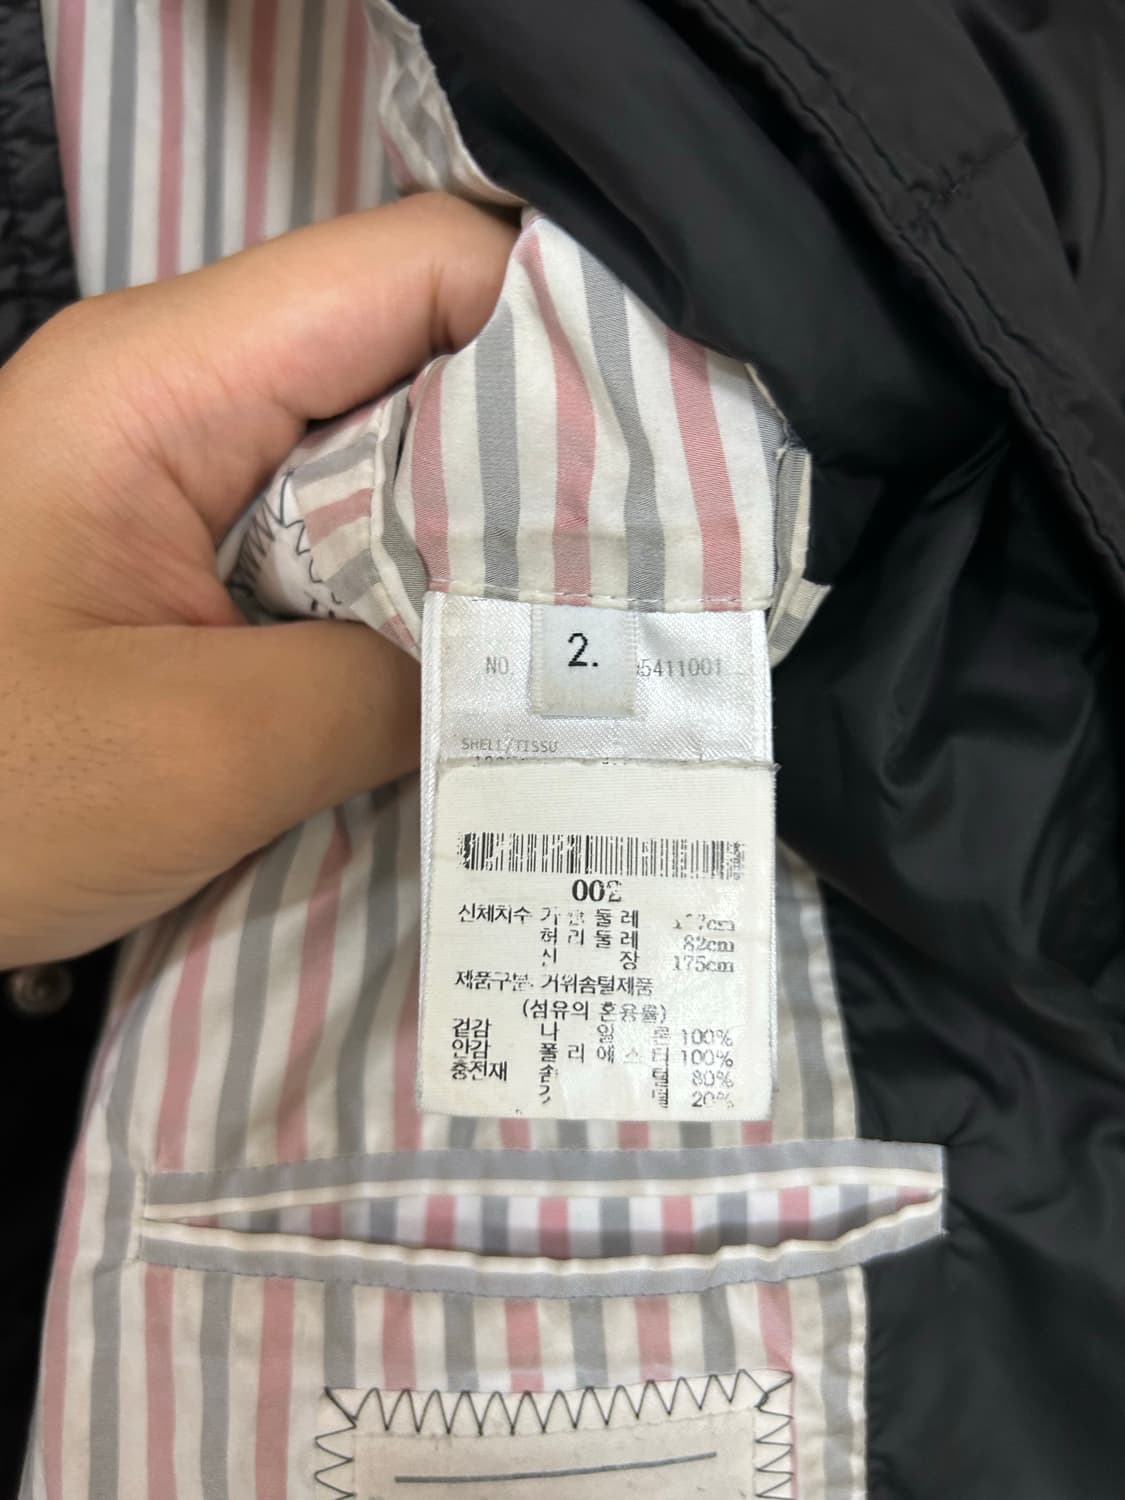 2.
NO 5411001
SHELL/TISSU
002
신체치수 가 둘레 cm
허리둘레 82cm
신 장 175cm
제품구분: 거위솜털제품
(섬유의 혼용율)
겉감 나 일 론 100%
안감 폴리에스터 100%
충전재 솜 털 80%
깃 털 20%